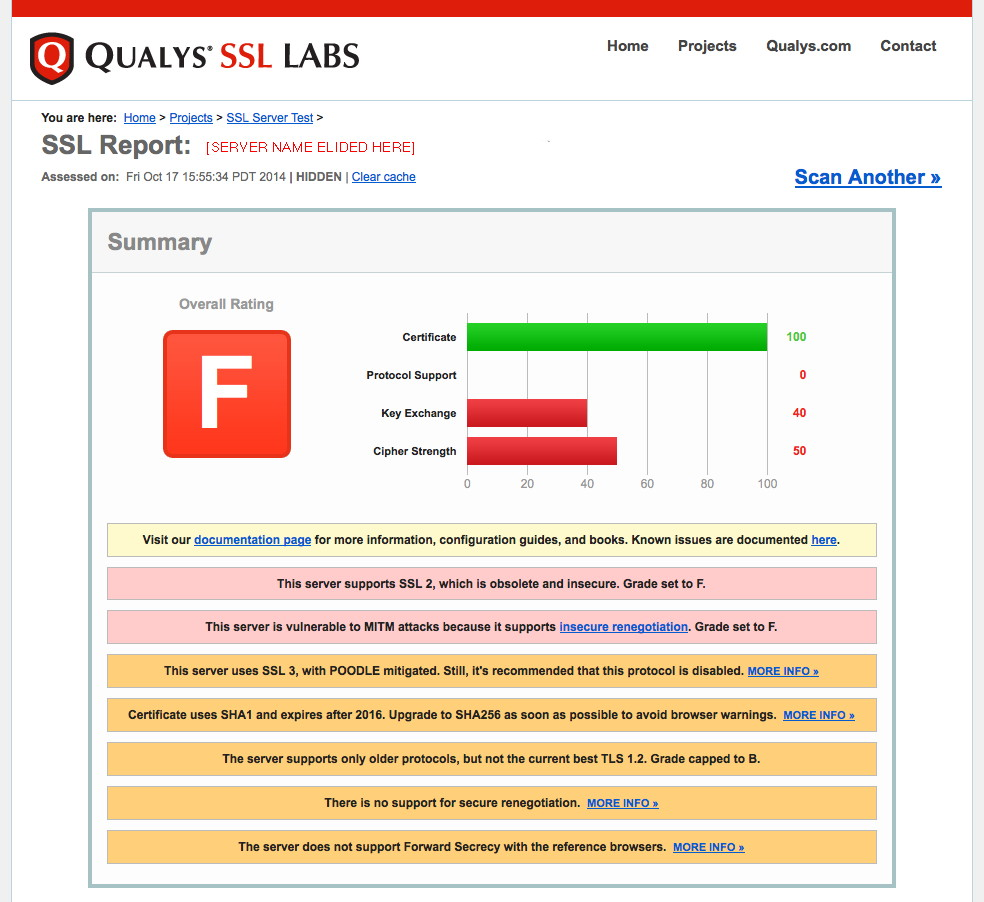 Q QUALYS® SSL LABS
Home Projects Qualys.com Contact
You are here: Home > Projects > SSL Server Test >
SSL Report: [SERVER NAME ELIDED HERE]
Assessed on: Fri Oct 17 15:55:34 PDT 2014 | HIDDEN | Clear cache
Scan Another »
Summary
Overall Rating
F
Certificate 100
Protocol Support 0
Key Exchange 40
Cipher Strength 50
0 20 40 60 80 100
Visit our documentation page for more information, configuration guides, and books. Known issues are documented here.
This server supports SSL 2, which is obsolete and insecure. Grade set to F.
This server is vulnerable to MITM attacks because it supports insecure renegotiation. Grade set to F.
This server uses SSL 3, with POODLE mitigated. Still, it's recommended that this protocol is disabled. MORE INFO »
Certificate uses SHA1 and expires after 2016. Upgrade to SHA256 as soon as possible to avoid browser warnings. MORE INFO »
The server supports only older protocols, but not the current best TLS 1.2. Grade capped to B.
There is no support for secure renegotiation. MORE INFO »
The server does not support Forward Secrecy with the reference browsers. MORE INFO »